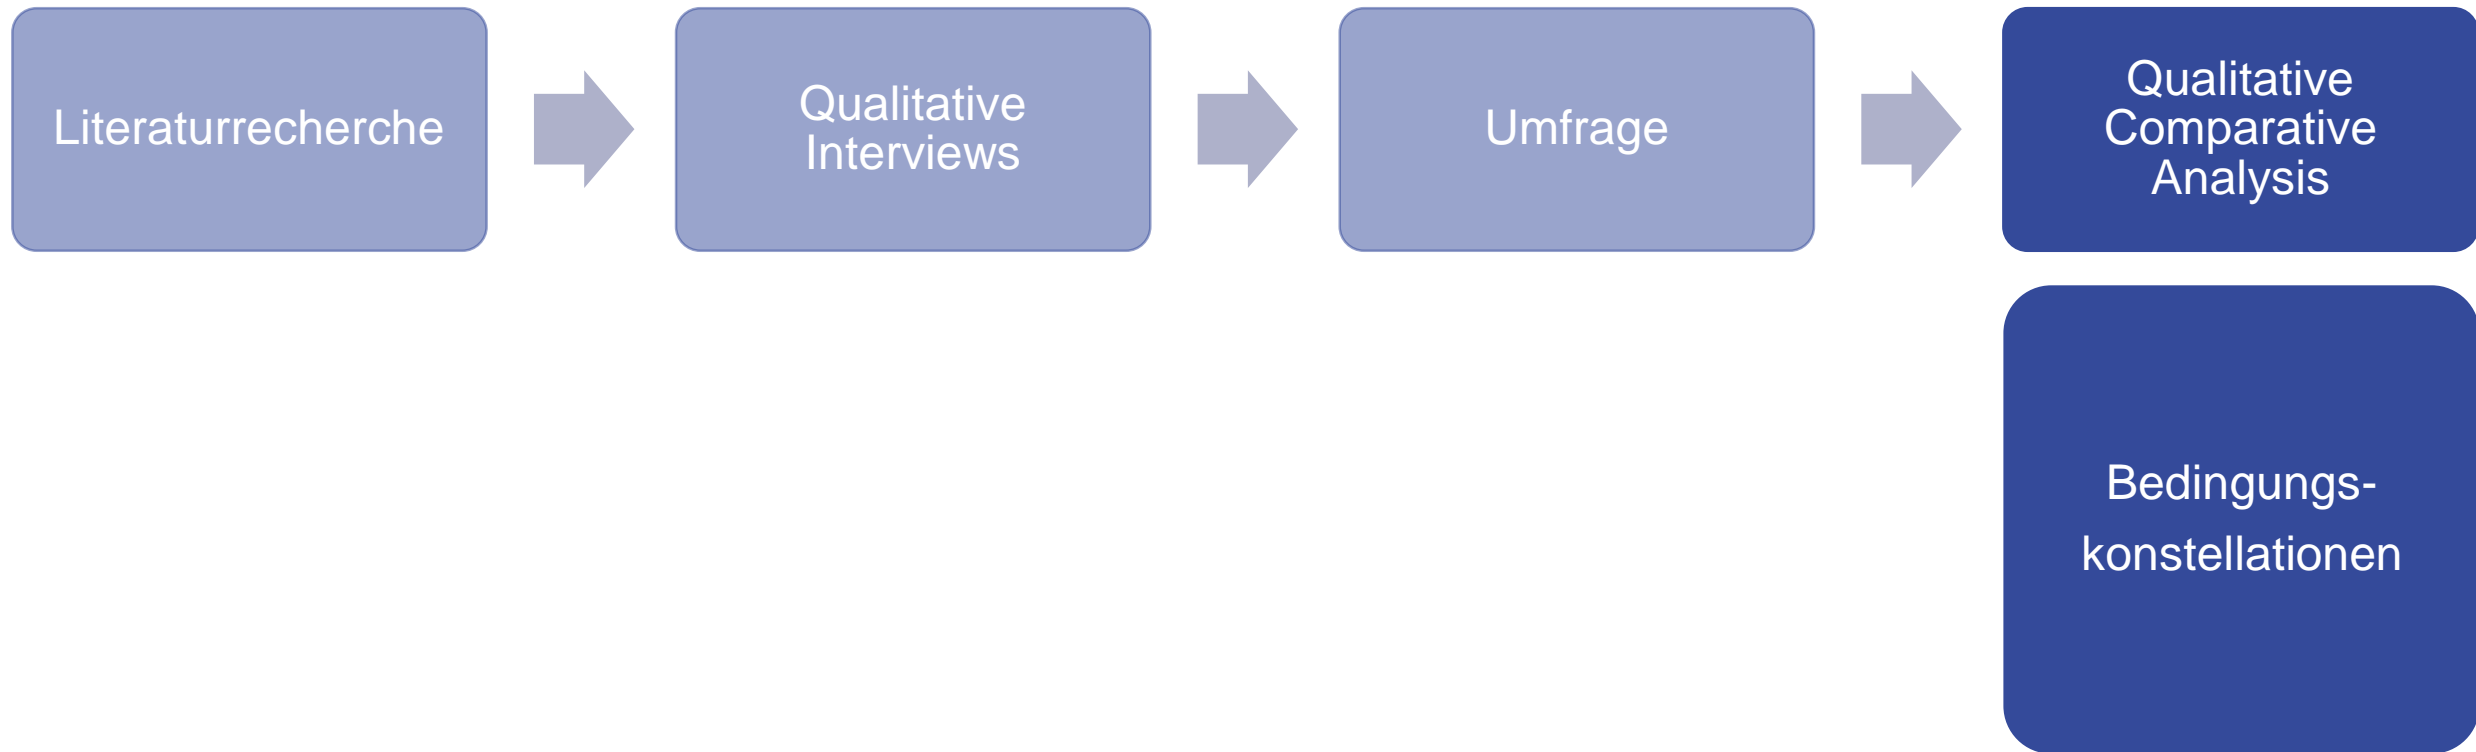 Literaturrecherche
Qualitative
Interviews
Umfrage
Qualitative
Comparative
Analysis
Bedingungs-
konstellationen